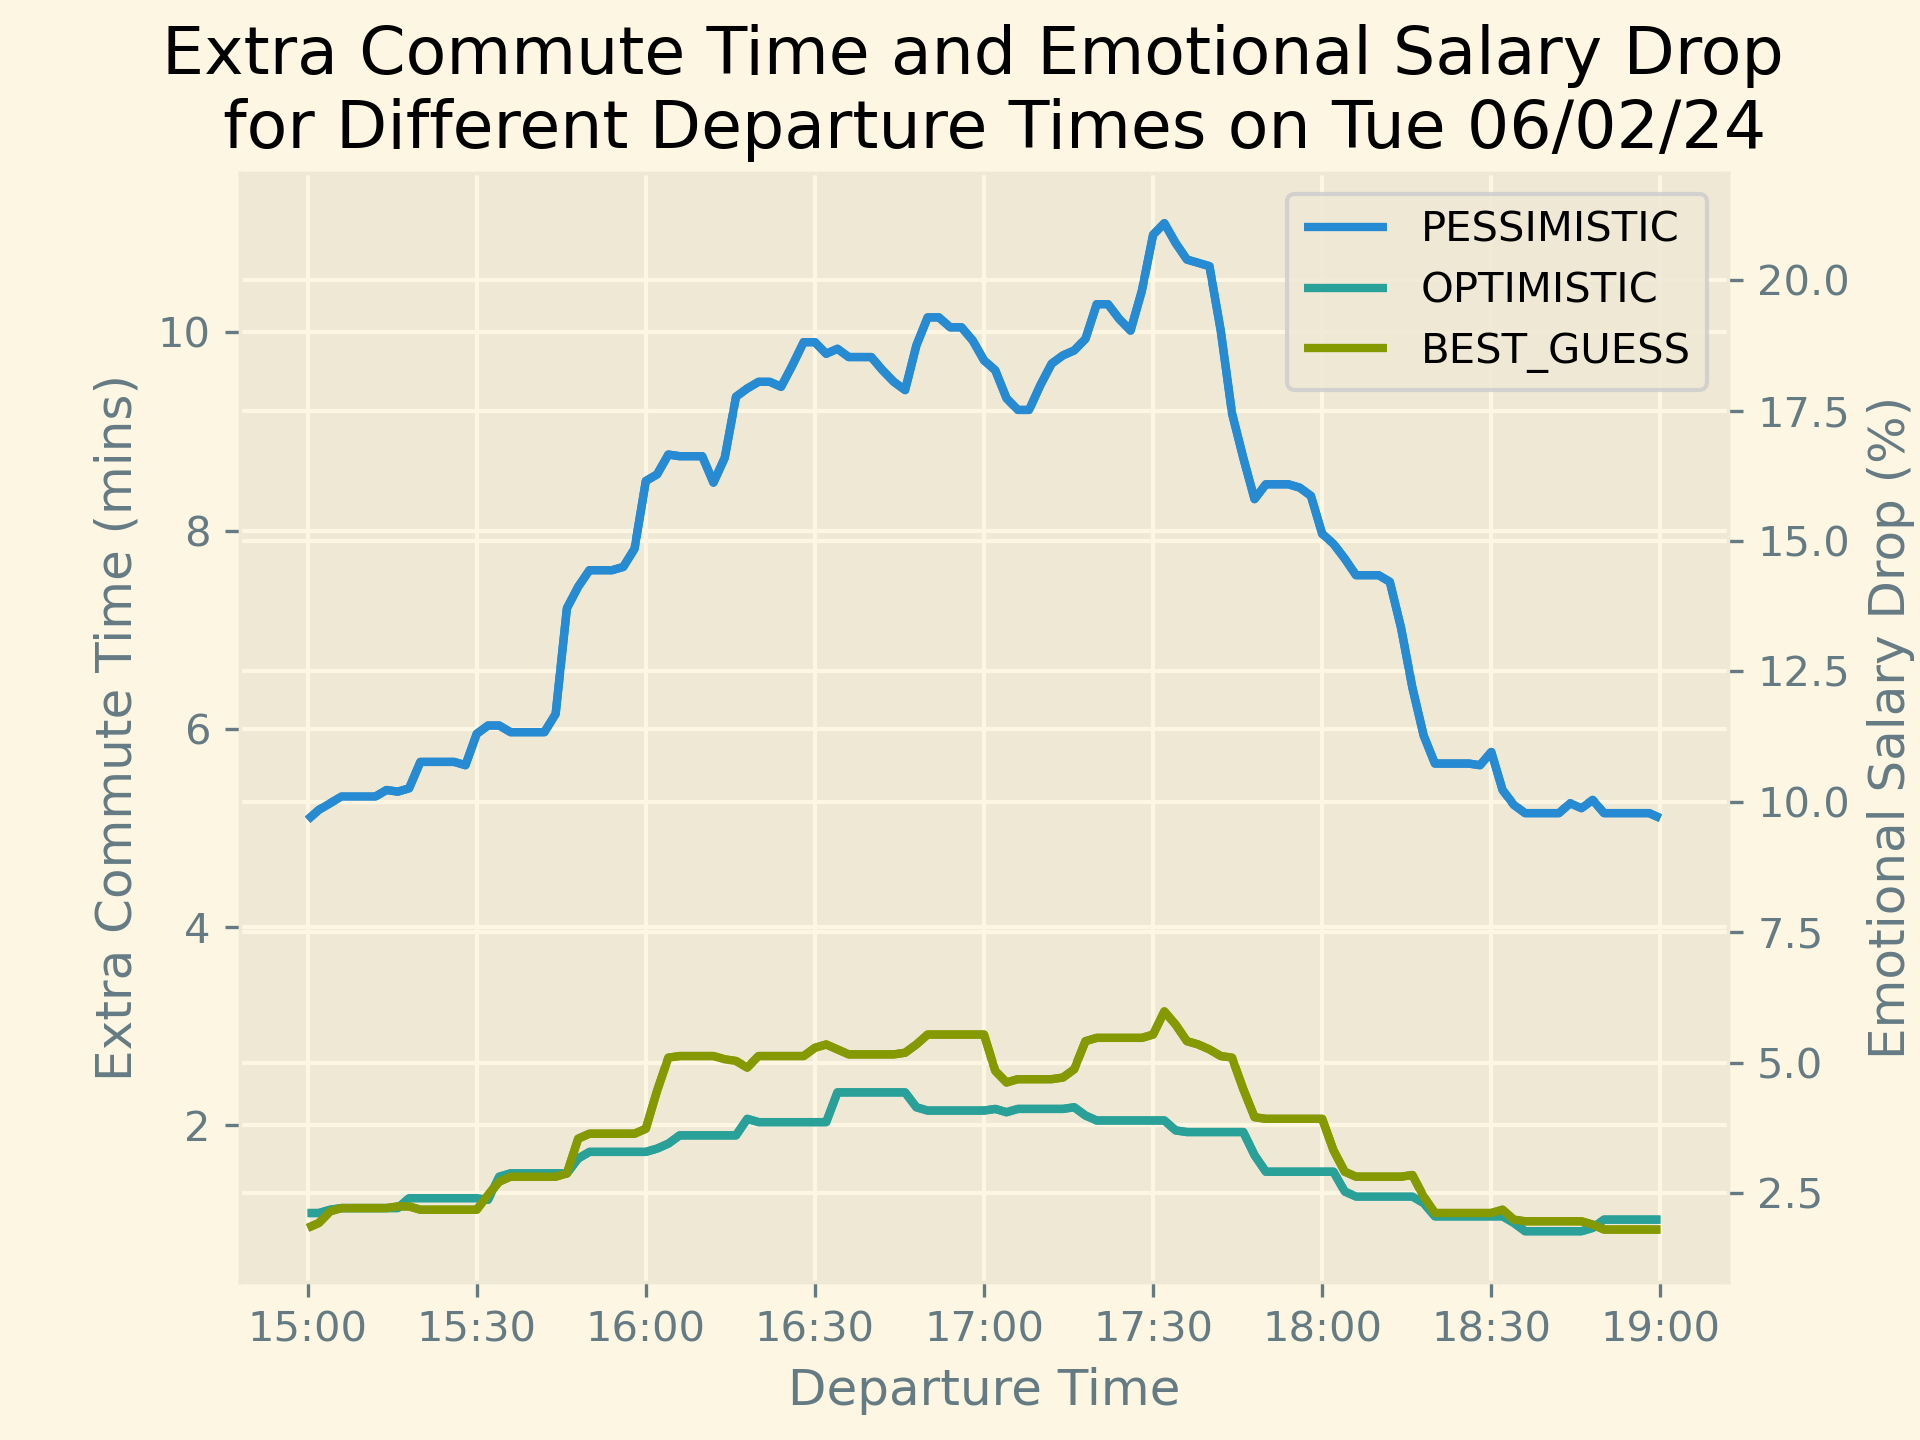 Extra Commute Time and Emotional Salary Drop
for Different Departure Times on Tue 06/02/24
PESSIMISTIC
OPTIMISTIC
BEST_GUESS
Extra Commute Time (mins)
10
8
6
4
2
20.0
17.5
15.0
12.5
10.0
7.5
5.0
2.5
Emotional Salary Drop (%)
15:00 15:30 16:00 16:30 17:00 17:30 18:00 18:30 19:00
Departure Time